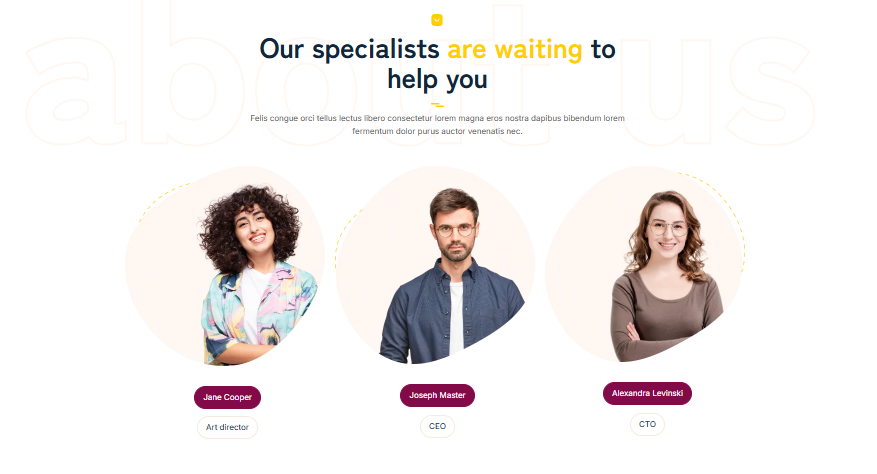 about us
Our specialists are waiting to
help you
Felis congue orci tellus lectus libero consectetur lorem magna eros nostra dapibus bibendum lorem
fermentum dolor purus auctor venenatis nec.
Jane Cooper
Joseph Master
Alexandra Levinski
Art director
CEO
CTO